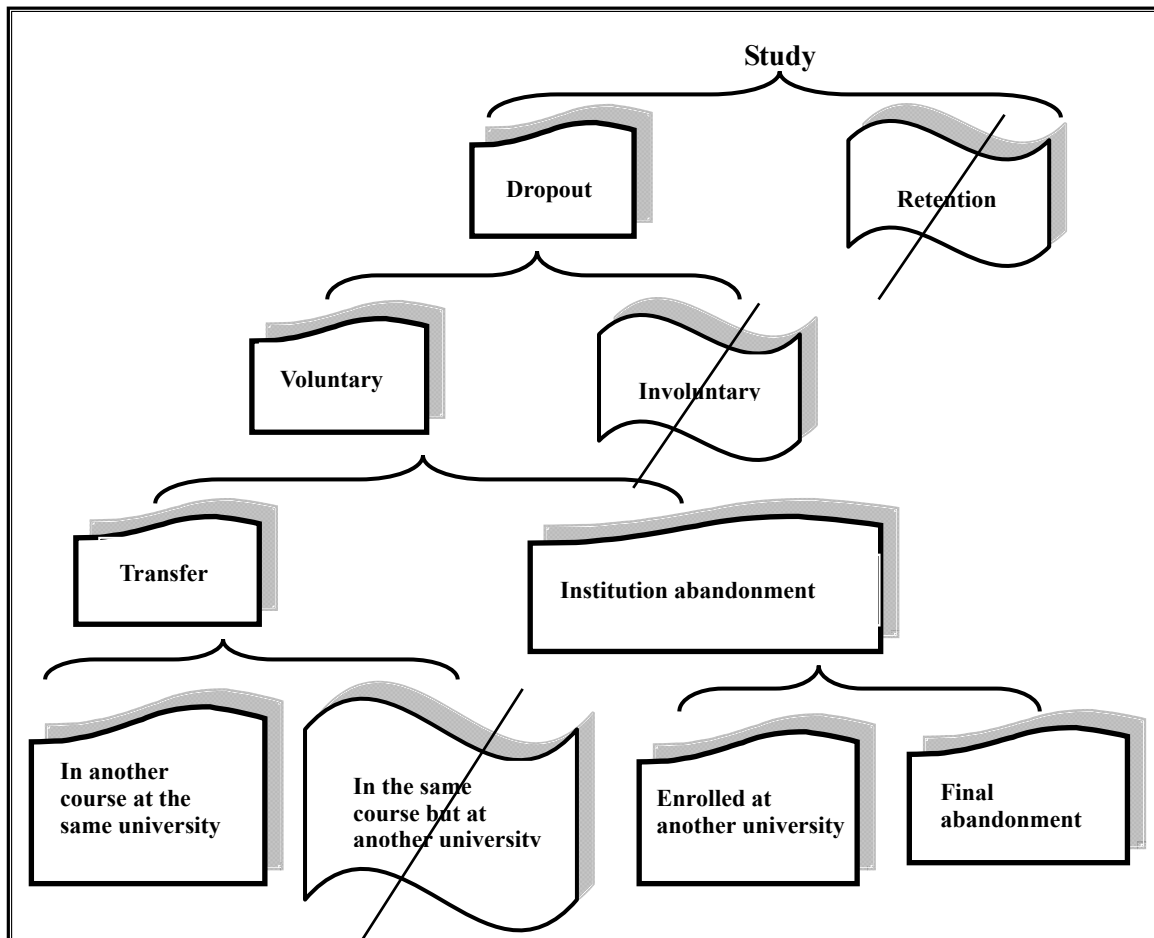 Study
Dropout
Retention
Voluntary
Involuntary
Transfer
Institution abandonment
In another
course at the
same university
In the same
course but at
another university
Enrolled at
another university
Final
abandonment